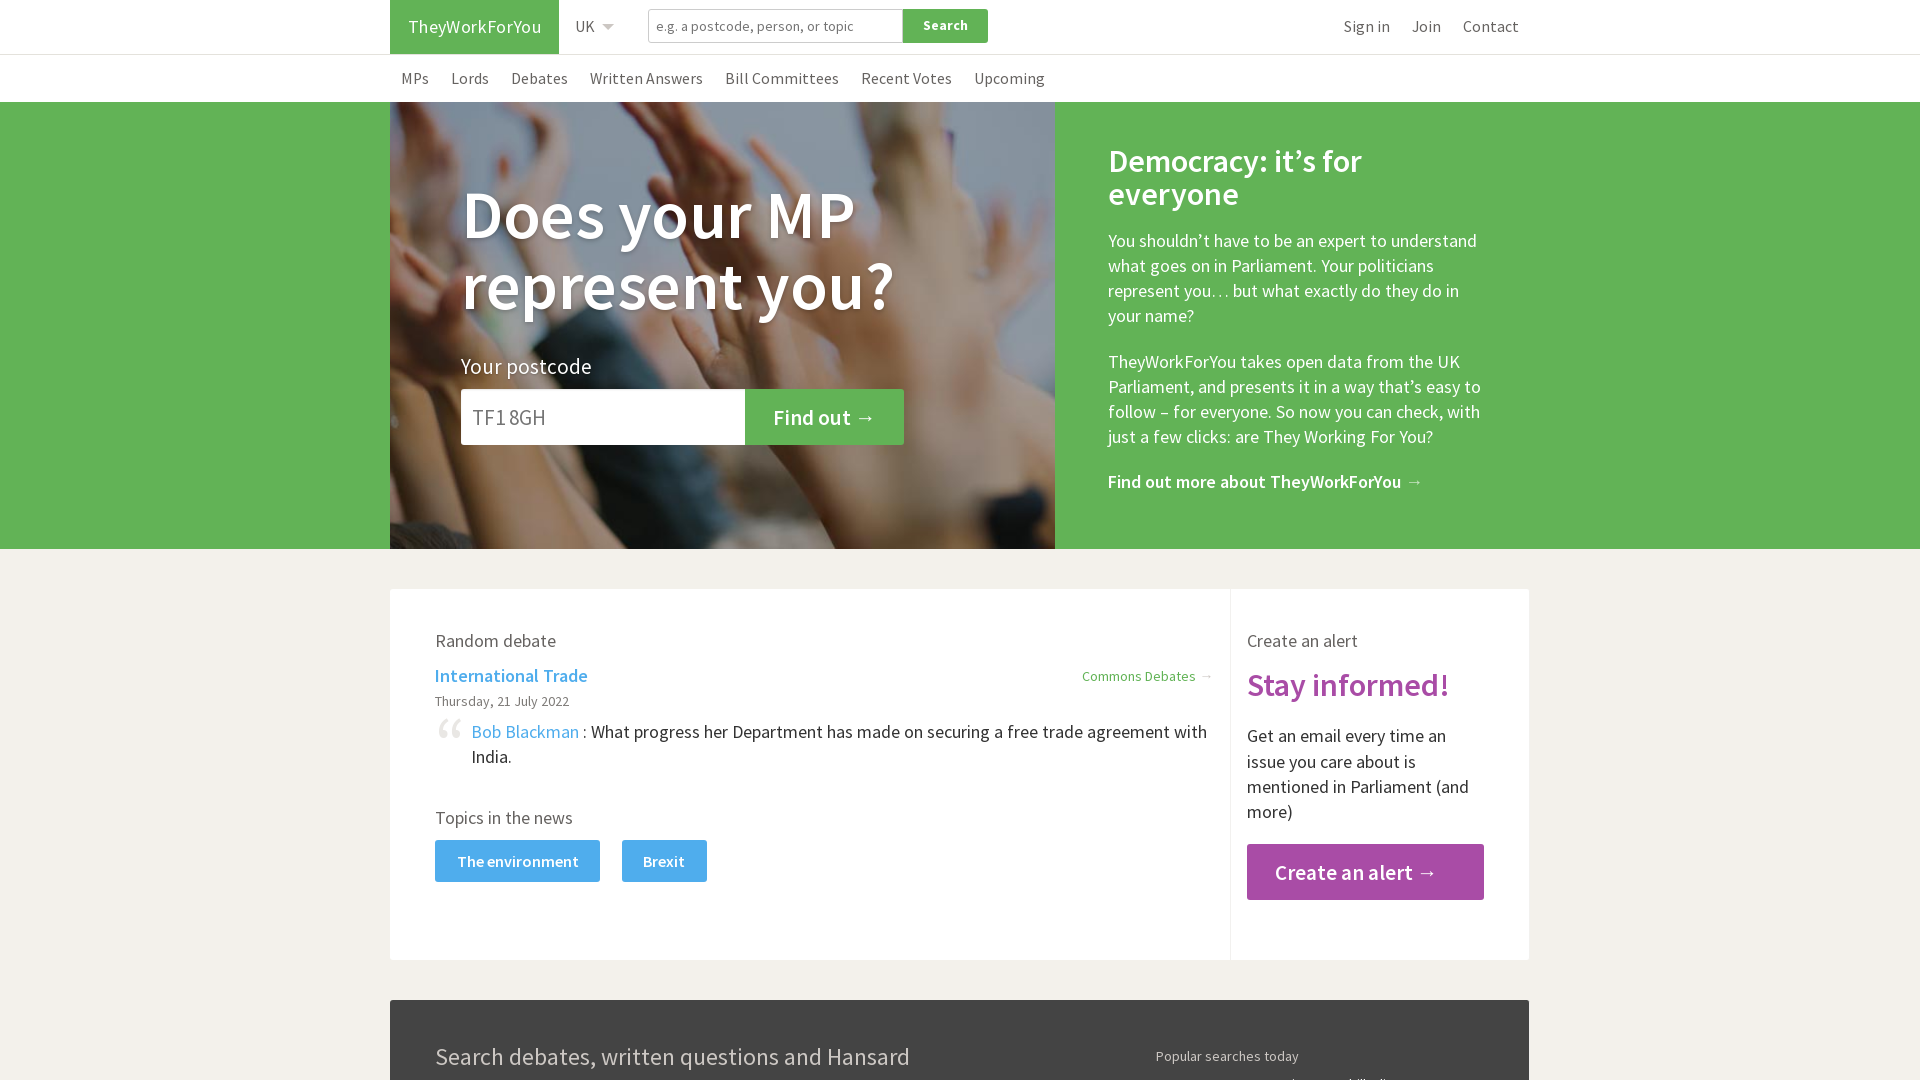 TheyWorkForYou
UK
e.g. a postcode, person, or topic
Search
Sign in
Join
Contact
MPs
Lords
Debates
Written Answers
Bill Committees
Recent Votes
Upcoming
Does your MP
represent you?
Your postcode
TF1 8GH
Find out →
Democracy: it’s for
everyone
You shouldn’t have to be an expert to understand
what goes on in Parliament. Your politicians
represent you… but what exactly do they do in
your name?
TheyWorkForYou takes open data from the UK
Parliament, and presents it in a way that’s easy to
follow – for everyone. So now you can check, with
just a few clicks: are They Working For You?
Find out more about TheyWorkForYou →
Random debate
International Trade
Commons Debates →
Thursday, 21 July 2022
“ Bob Blackman : What progress her Department has made on securing a free trade agreement with
India.
Topics in the news
The environment
Brexit
Create an alert
Stay informed!
Get an email every time an
issue you care about is
mentioned in Parliament (and
more)
Create an alert →
Search debates, written questions and Hansard
Popular searches today